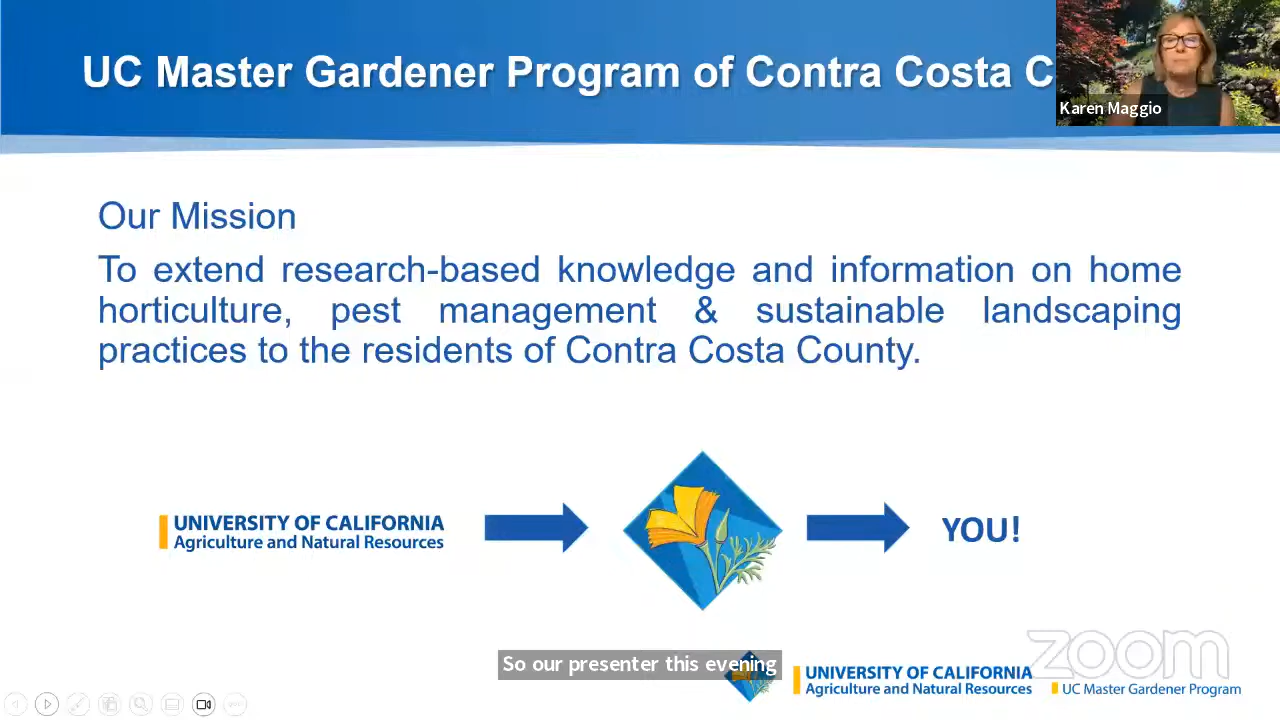 UC Master Gardener Program of Contra Costa C
Karen Maggio
Our Mission
To extend research-based knowledge and information on home
horticulture, pest management & sustainable landscaping
practices to the residents of Contra Costa County.
UNIVERSITY OF CALIFORNIA
Agriculture and Natural Resources
YOU!
So our presenter this evening
zoom
UNIVERSITY OF CALIFORNIA
Agriculture and Natural Resources
UC Master Gardener Program